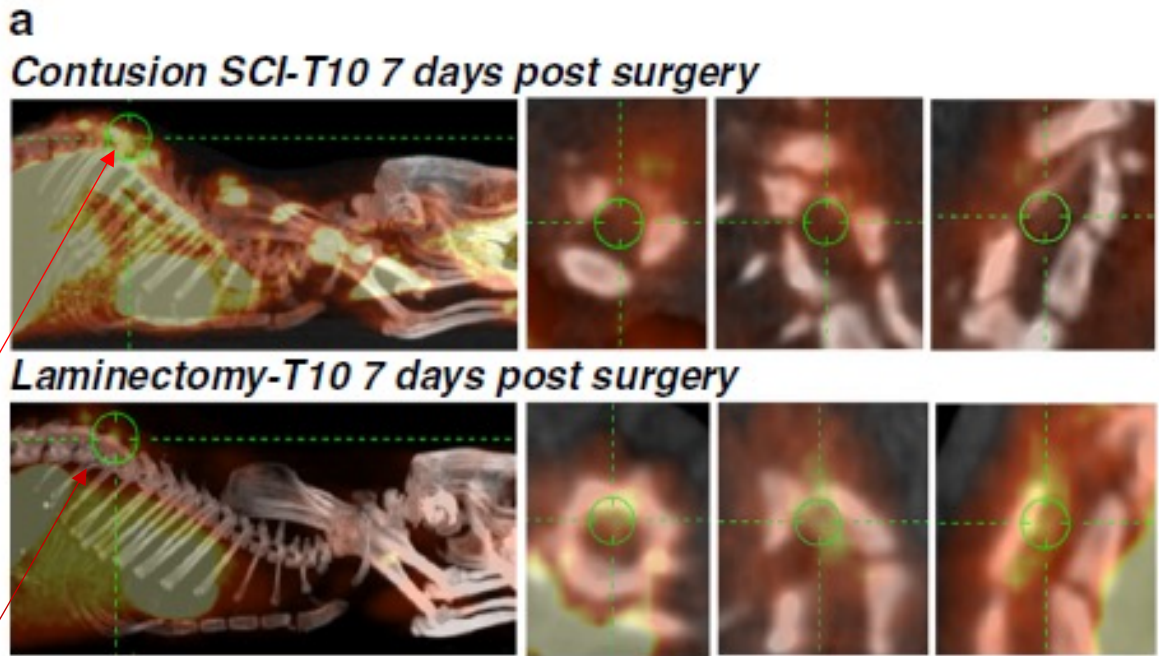 a
Contusion SCI-T10 7 days post surgery
Laminectomy-T10 7 days post surgery